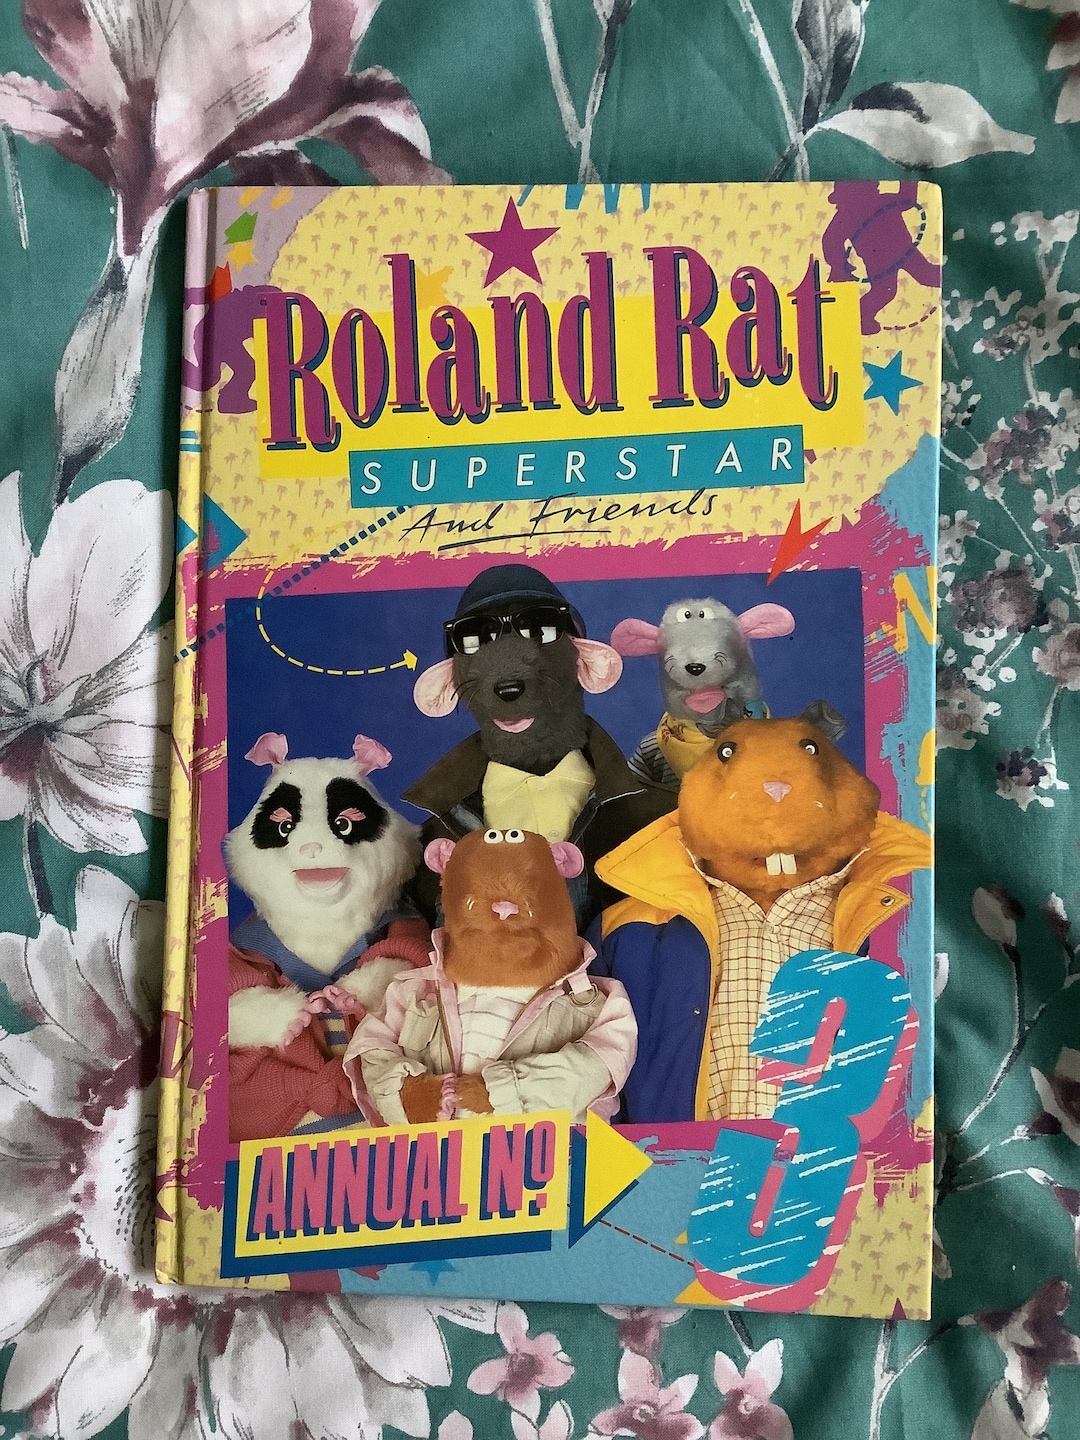 Roland Rat
SUPERSTAR
And Friends
ANNUAL Nº
3